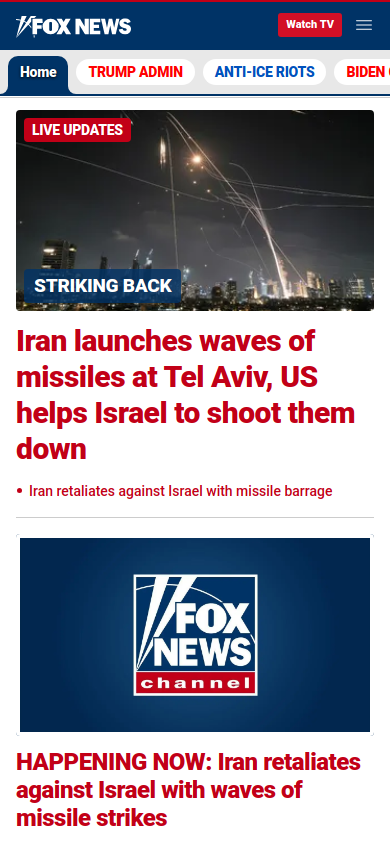 FOX NEWS
Watch TV
Home
TRUMP ADMIN
ANTI-ICE RIOTS
BIDEN
LIVE UPDATES
STRIKING BACK
Iran launches waves of
missiles at Tel Aviv, US
helps Israel to shoot them
down
• Iran retaliates against Israel with missile barrage
FOX
NEWS
channel
HAPPENING NOW: Iran retaliates
against Israel with waves of
missile strikes